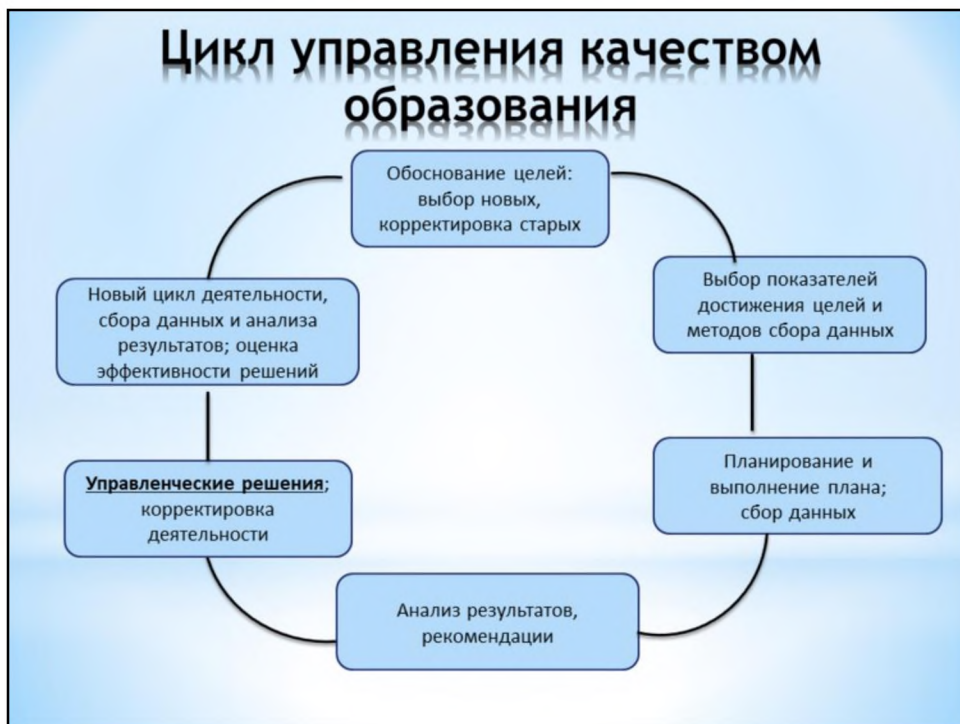 Цикл управления качеством
образования
Обоснование целей:
выбор новых,
корректировка старых
Выбор показателей
достижения целей и
методов сбора данных
Планирование и
выполнение плана;
сбор данных
Анализ результатов,
рекомендации
Управленческие решения;
корректировка
деятельности
Новый цикл деятельности,
сбора данных и анализа
результатов; оценка
эффективности решений